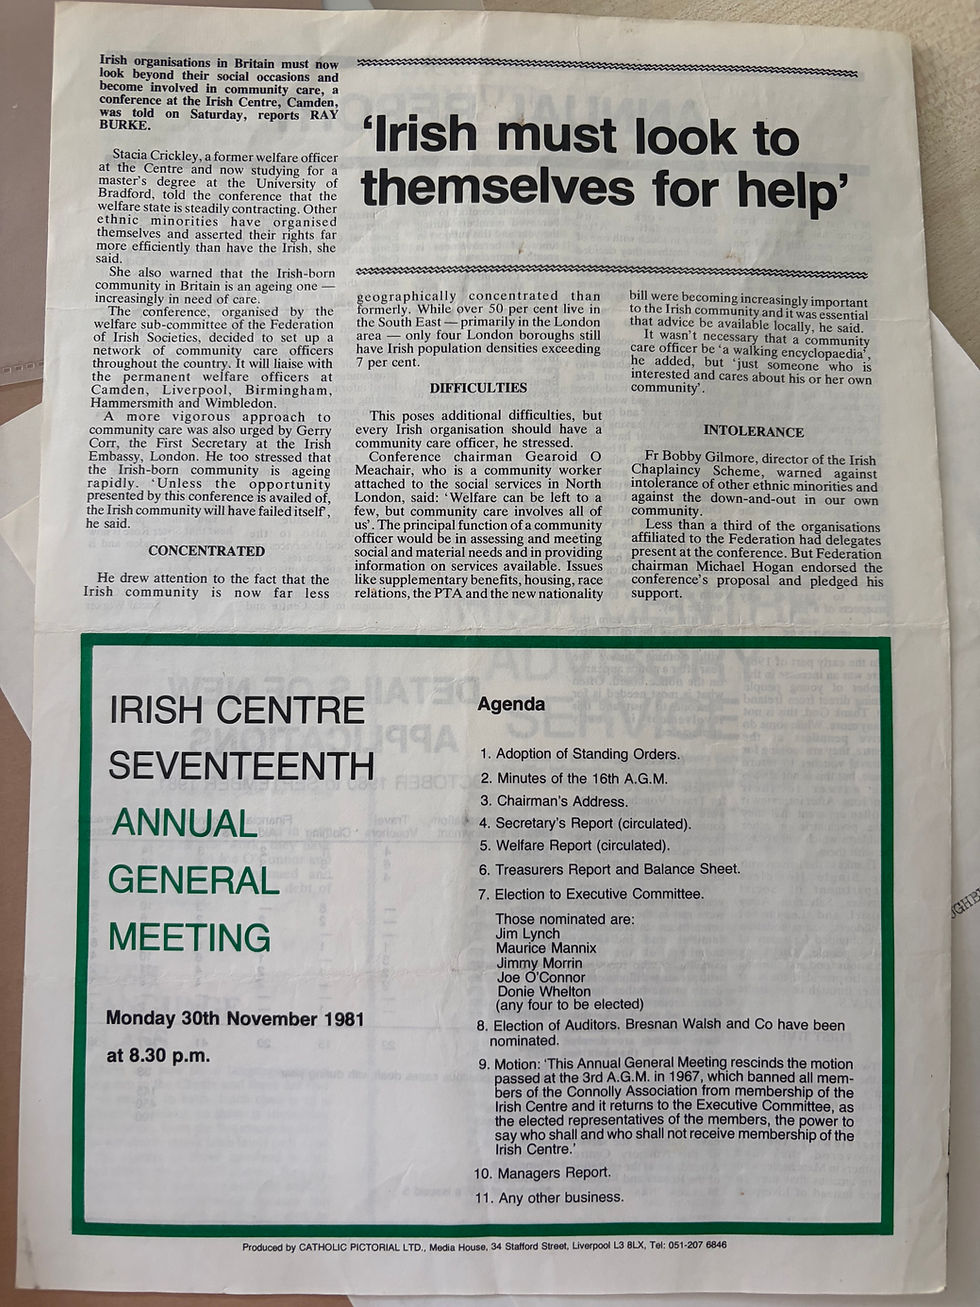 Irish organisations in Britain must now
look beyond their social occasions and
become involved in community care, a
conference at the Irish Centre, Camden,
was told on Saturday, reports RAY
BURKE.
'Irish must look to
themselves for help'
Stacia Crickley, a former welfare officer
at the Centre and now studying for a
master's degree at the University of
Bradford, told the conference that the
welfare state is steadily contracting. Other
ethnic minorities have organised
themselves and asserted their rights far
more efficiently than have the Irish, she
said.
She also warned that the Irish-born
community in Britain is an ageing one —
increasingly in need of care.
The conference, organised by the
welfare sub-committee of the Federation
of Irish Societies, decided to set up a
network of community care officers
throughout the country. It will liaise with
the permanent welfare officers at
Camden, Liverpool, Birmingham,
Hammersmith and Wimbledon.
A more vigorous approach to
community care was also urged by Gerry
Corr, the First Secretary at the Irish
Embassy, London. He too stressed that
the Irish-born community is ageing
rapidly. 'Unless the opportunity
presented by this conference is availed of,
the Irish community will have failed itself',
he said.
CONCENTRATED
He drew attention to the fact that the
Irish community is now far less
geographically concentrated than
formerly. While over 50 per cent live in
the South East — primarily in the London
area — only four London boroughs still
have Irish population densities exceeding
7 per cent.
DIFFICULTIES
This poses additional difficulties, but
every Irish organisation should have a
community care officer, he stressed.
Conference chairman Gearoid O
Meachair, who is a community worker
attached to the social services in North
London, said: 'Welfare can be left to a
few, but community care involves all of
us'. The principal function of a community
officer would be in assessing and meeting
social and material needs and in providing
information on services available. Issues
like supplementary benefits, housing, race
relations, the PTA and the new nationality
bill were becoming increasingly important
to the Irish community and it was essential
that advice be available locally, he said.
It wasn't necessary that a community
care officer be 'a walking encyclopaedia',
he added, but 'just someone who is
interested and cares about his or her own
community'.
INTOLERANCE
Fr Bobby Gilmore, director of the Irish
Chaplaincy Scheme, warned against
intolerance of other ethnic minorities and
against the down-and-out in our own
community.
Less than a third of the organisations
affiliated to the Federation had delegates
present at the conference. But Federation
chairman Michael Hogan endorsed the
conference's proposal and pledged his
support.
IRISH CENTRE
SEVENTEENTH
ANNUAL
GENERAL
MEETING
Monday 30th November 1981
at 8.30 p.m.
Agenda
1. Adoption of Standing Orders.
2. Minutes of the 16th A.G.M.
3. Chairman's Address.
4. Secretary's Report (circulated).
5. Welfare Report (circulated).
6. Treasurers Report and Balance Sheet.
7. Election to Executive Committee.
Those nominated are:
Jim Lynch
Maurice Mannix
Jimmy Morrin
Joe O'Connor
Donie Whelton
(any four to be elected)
8. Election of Auditors. Bresnan Walsh and Co have been
nominated.
9. Motion: 'This Annual General Meeting rescinds the motion
passed at the 3rd A.G.M. in 1967, which banned all mem-
bers of the Connolly Association from membership of the
Irish Centre and it returns to the Executive Committee, as
the elected representatives of the members, the power to
say who shall and who shall not receive membership of the
Irish Centre.'
10. Managers Report.
11. Any other business.
Produced by CATHOLIC PICTORIAL LTD., Media House, 34 Stafford Street, Liverpool L3 8LX, Tel: 051-207 6846